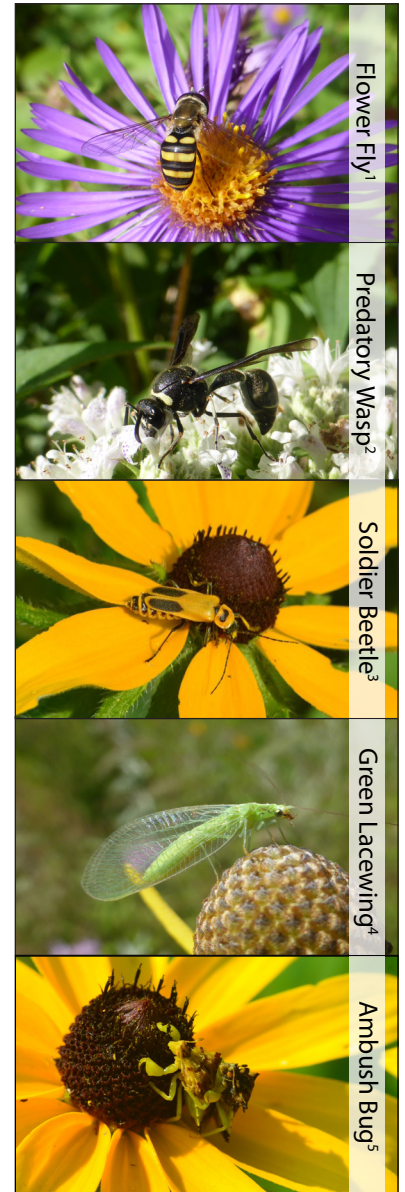 Flower Fly¹
Predatory Wasp²
Soldier Beetle³
Green Lacewing⁴
Ambush Bug⁵